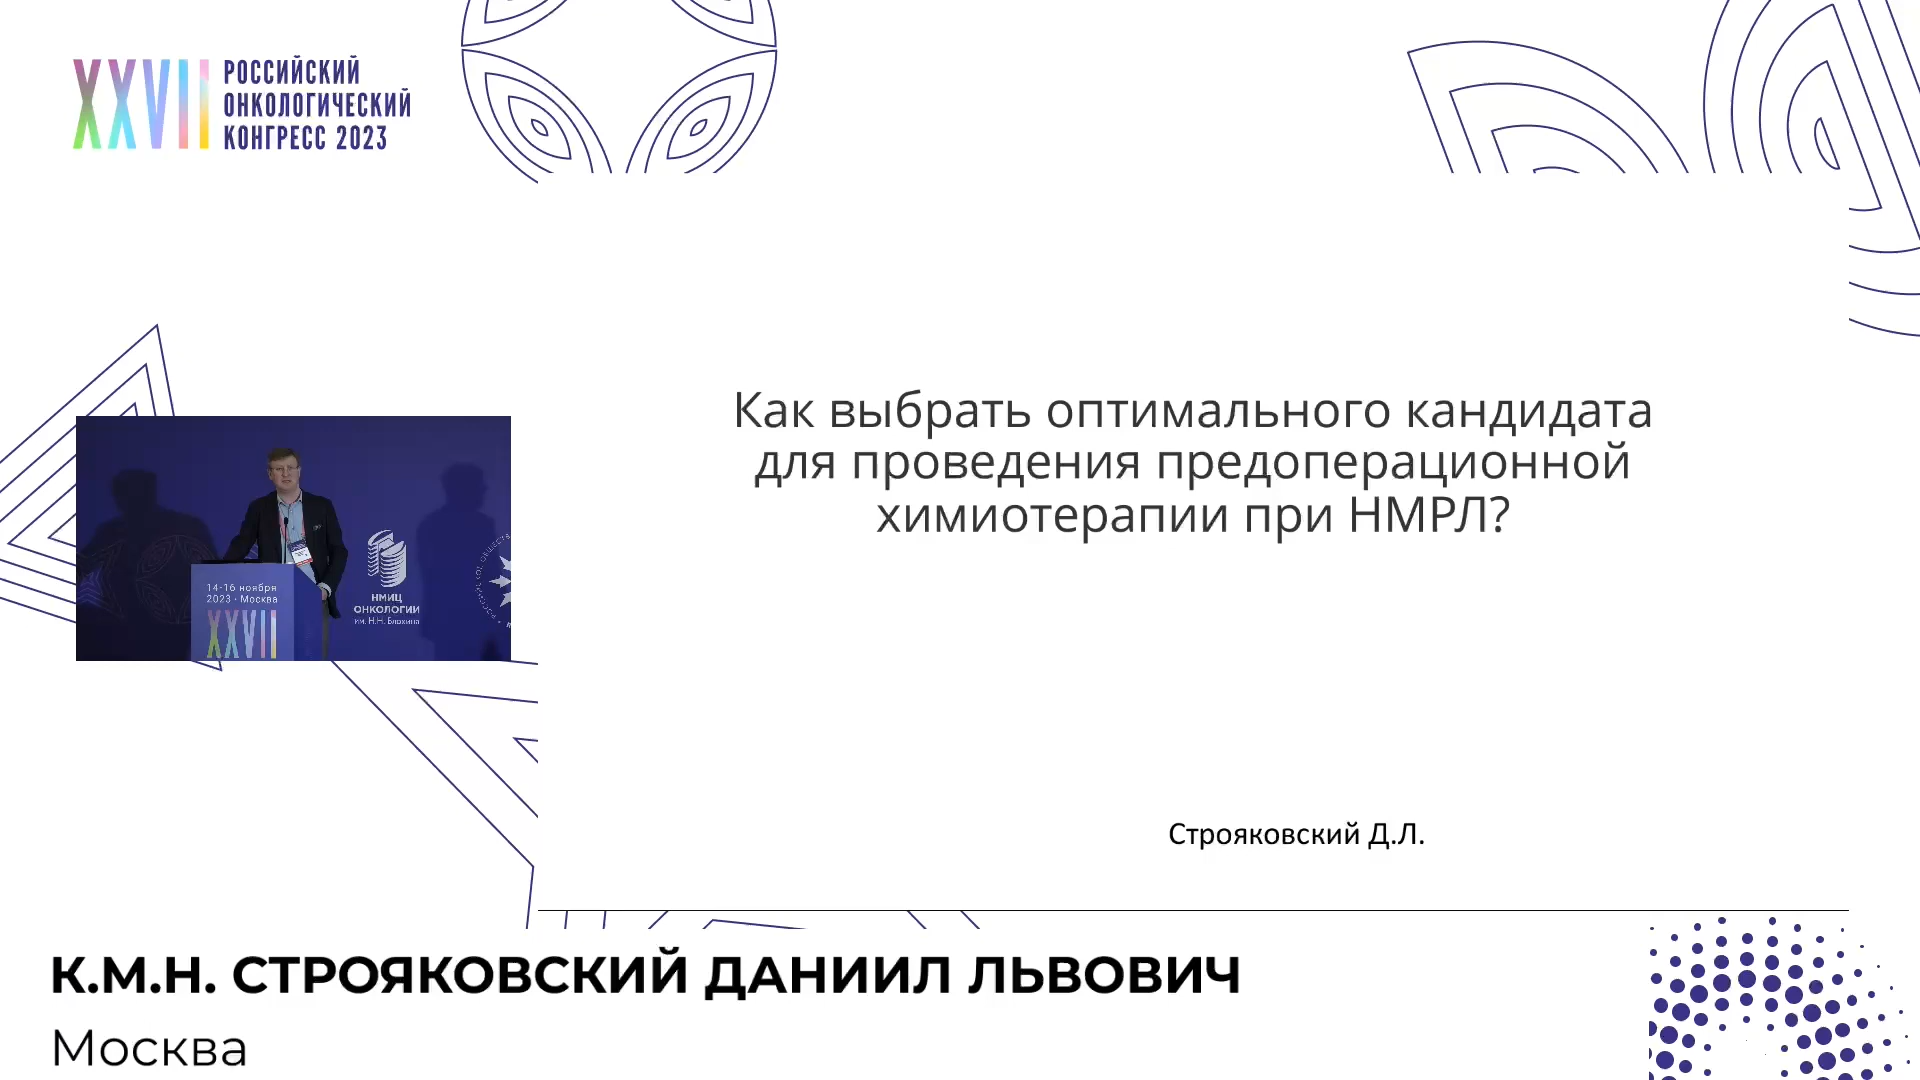 XXVII
РОССИЙСКИЙ
ОНКОЛОГИЧЕСКИЙ
КОНГРЕСС 2023
Как выбрать оптимального кандидата
для проведения предоперационной
химиотерапии при НМРЛ?
14-16 ноября
2023 · Москва
XXVII
НМИЦ
ОНКОЛОГИИ
им. Н.Н. Блохина
Строяковский Д.Л.
К.М.Н. СТРОЯКОВСКИЙ ДАНИИЛ ЛЬВОВИЧ
Москва